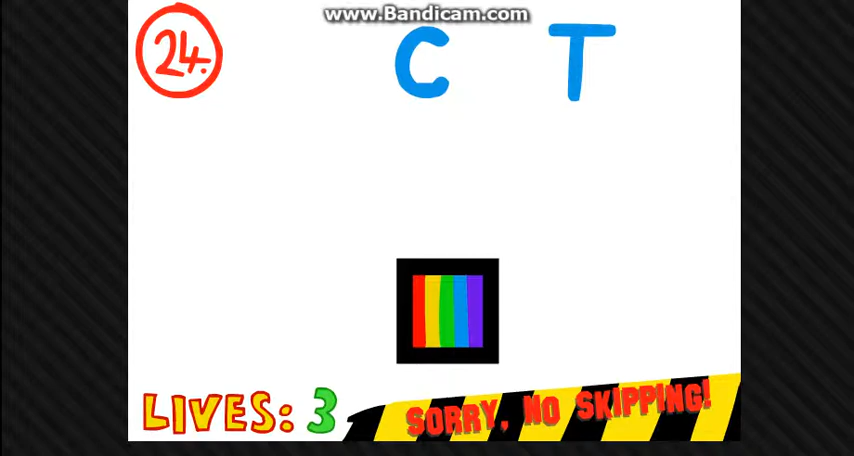 www.Bandicam.com
24.
C T
LIVES: 3
SORRY, NO SKIPPING!